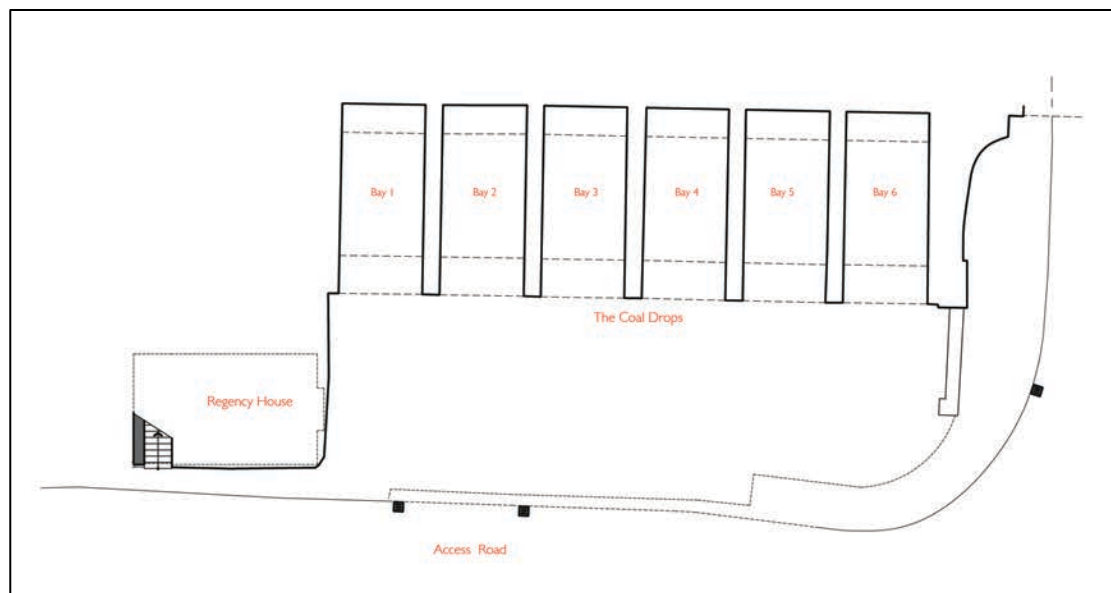 Bay 1
Bay 2
Bay 3
Bay 4
Bay 5
Bay 6
The Coal Drops
Regency House
Access Road